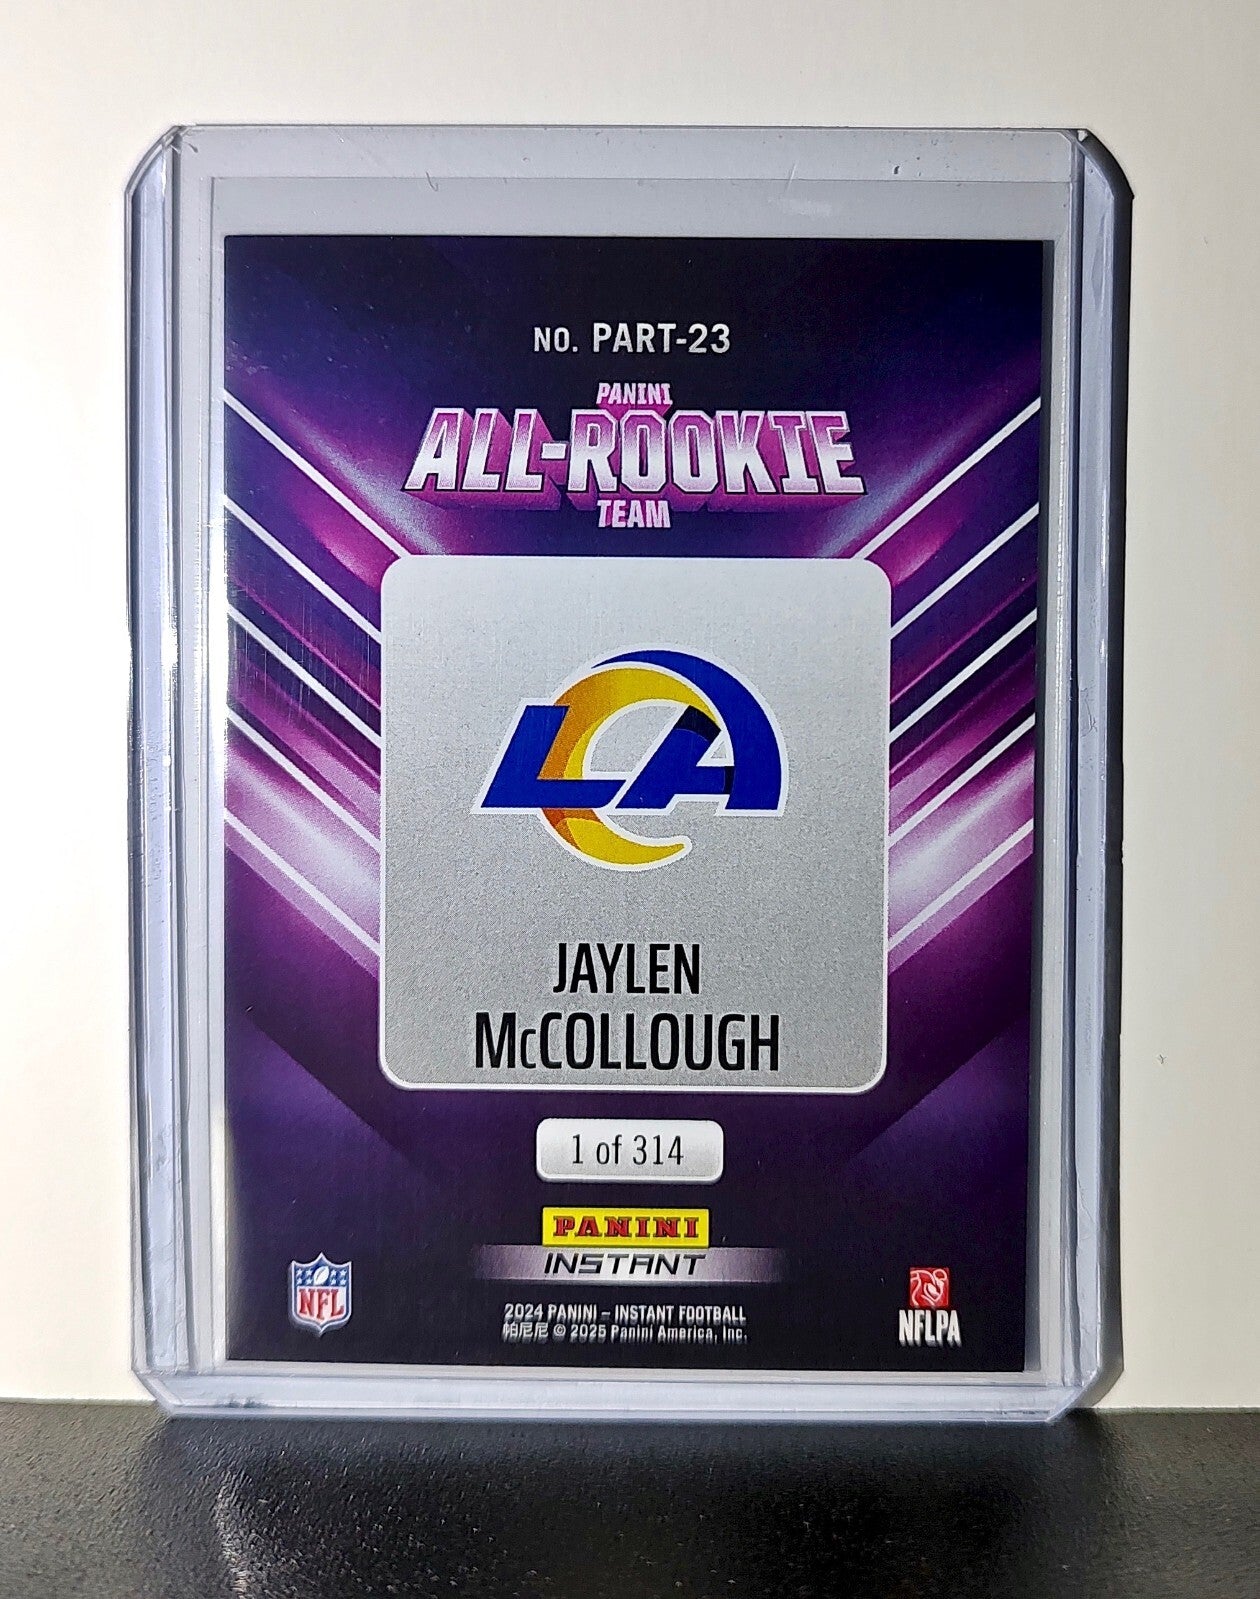 NO. PART-23
PANINI
ALL-ROOKIE
TEAM
LA
JAYLEN
McCOLLOUGH
1 of 314
PANINI
INSTANT
NFL
2024 PANINI – INSTANT FOOTBALL
帕尼尼 © 2025 Panini America, Inc.
NFLPA